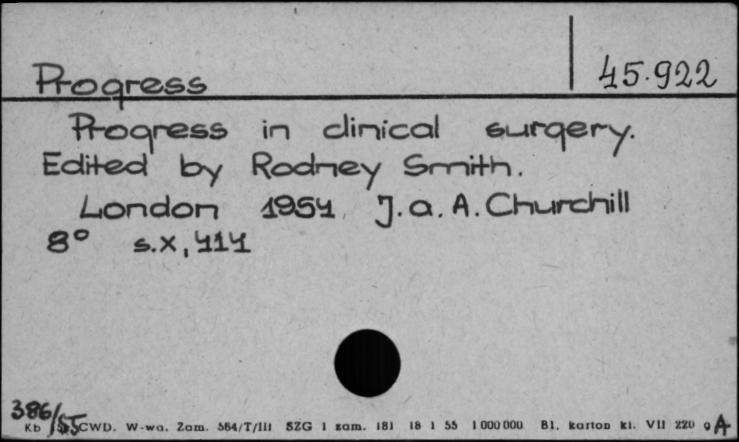 Progress
45.922
Progress in clinical surgery.
Edited by Rodney Smith.
London 1954 J.a.A. Churchill
8° s.X, 414
386/55
Kb CWD. W-wa. Zam. 564/T/III SZG 1 zam. 181 18 1 55 1 000 000 Bl. karton kl. VII 220 g A